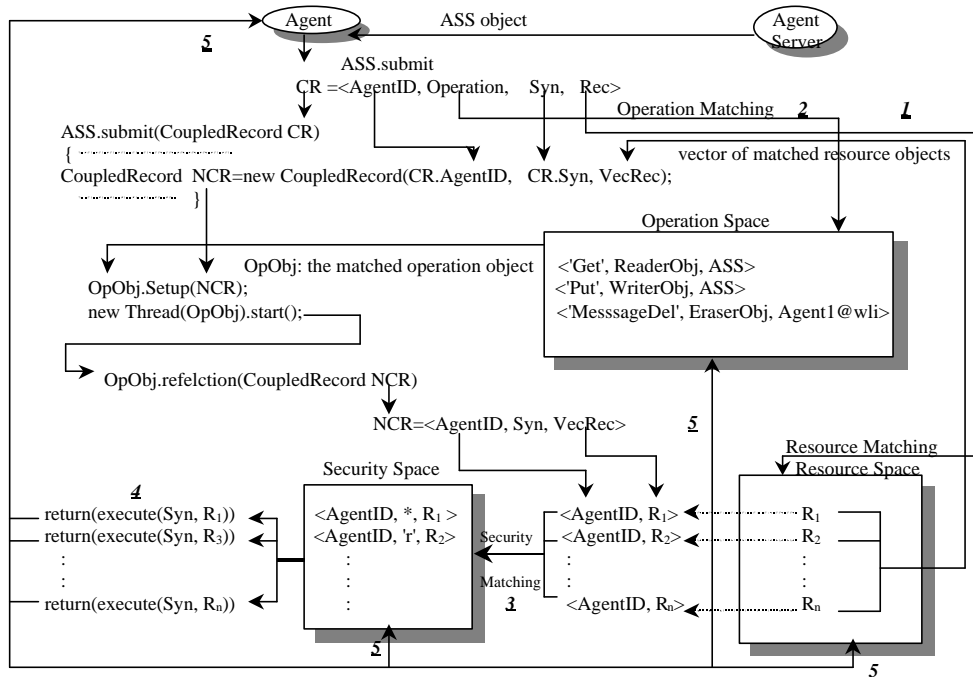 Agent
ASS object
Agent
Server
5
ASS.submit
CR =<AgentID, Operation, Syn, Rec>
Operation Matching
2
1
ASS.submit(CoupledRecord CR)
{
vector of matched resource objects
CoupledRecord NCR=new CoupledRecord(CR.AgentID, CR.Syn, VecRec);
}
Operation Space
OpObj: the matched operation object
<'Get', ReaderObj, ASS>
<'Put', WriterObj, ASS>
<'MesssageDel', EraserObj, Agent1@wli>
OpObj.Setup(NCR);
new Thread(OpObj).start();
OpObj.refelction(CoupledRecord NCR)
NCR=<AgentID, Syn, VecRec>
5
Resource Matching
Resource Space
Security Space
4
return(execute(Syn, R1))
return(execute(Syn, R3))
:
:
return(execute(Syn, Rn))
<AgentID, *, R1 >
<AgentID, 'r', R2>
:
:
:
:
Security
Matching
3
<AgentID, R1>
<AgentID, R2>
:
:
<AgentID, Rn>
R1
R2
:
:
Rn
5
5